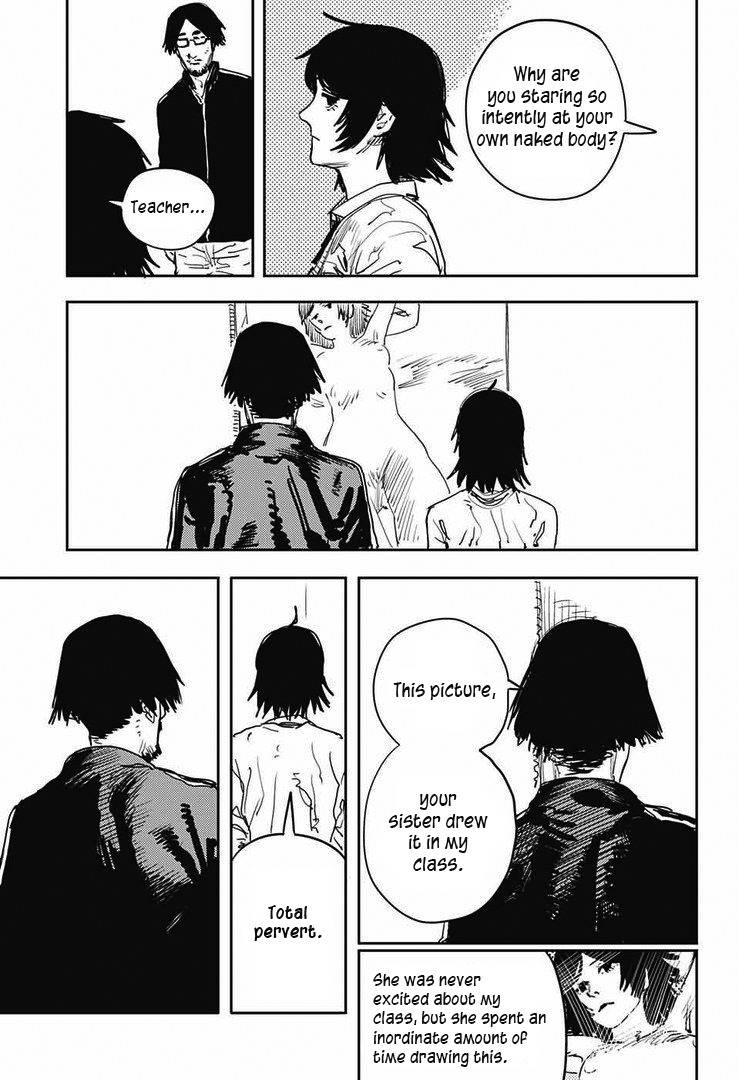 Why are
you staring so
intently at your
own naked body?
Teacher...
This picture,
your
sister drew
it in my
class.
She was never
excited about my
class, but she spent an
inordinate amount of
time drawing this.
Total
pervert.